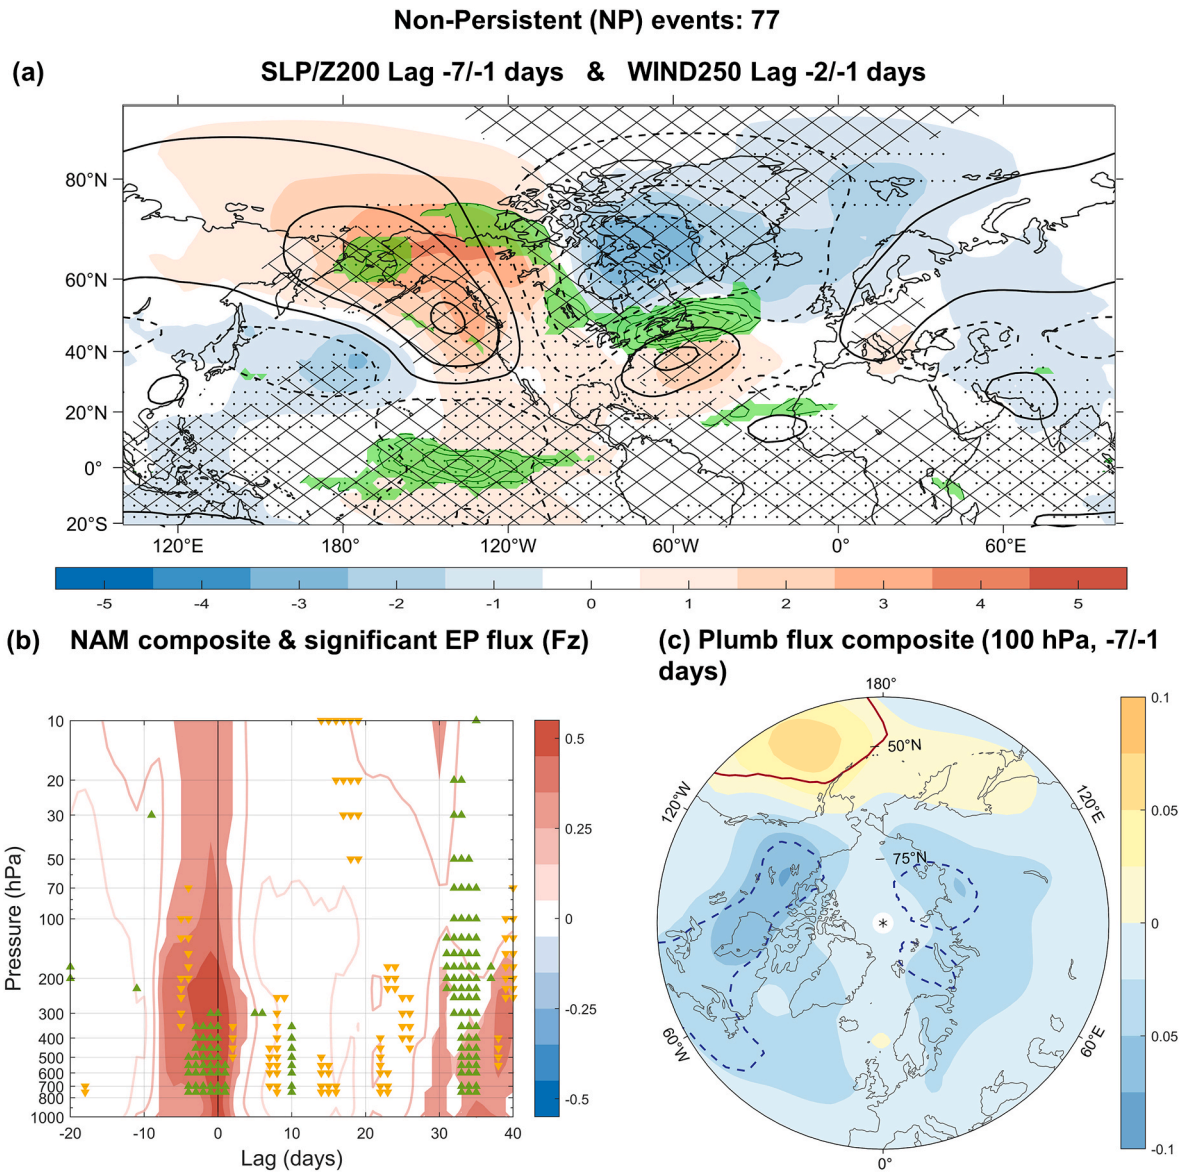 Non-Persistent (NP) events: 77
(a) SLP/Z200 Lag -7/-1 days & WIND250 Lag -2/-1 days
80°N
60°N
40°N
20°N
0°
20°S
120°E 180° 120°W 60°W 0° 60°E
-5 -4 -3 -2 -1 0 1 2 3 4 5
(b) NAM composite & significant EP flux (Fz)
(c) Plumb flux composite (100 hPa, -7/-1
days)
Pressure (hPa)
10
20
30
50
70
100
200
300
400
500
600
700
800
1000
-20 -10 0 10 20 30 40
Lag (days)
0.5
0.25
0
-0.25
-0.5
180°
50°N
120°W
120°E
75°N
*
60°W
60°E
0°
0.1
0.05
0
0.05
-0.1